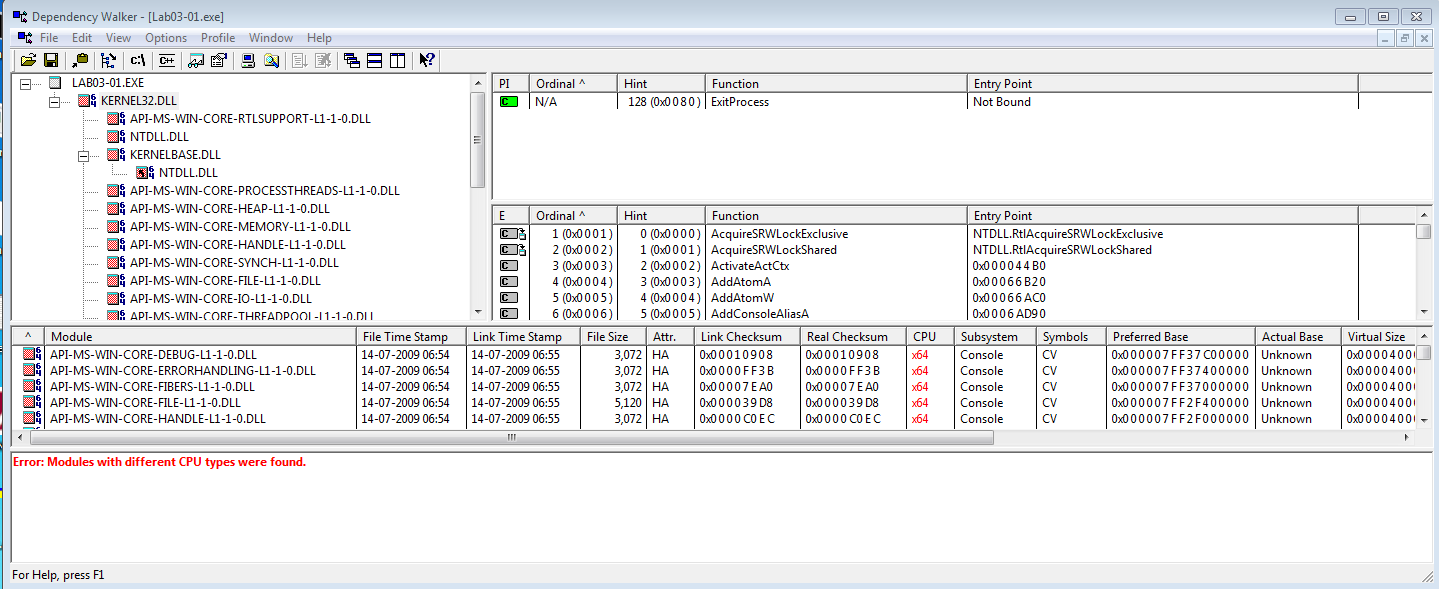 Dependency Walker - [Lab03-01.exe]
File Edit View Options Profile Window Help
C:\ C++
LAB03-01.EXE
KERNEL32.DLL
API-MS-WIN-CORE-RTLSUPPORT-L1-1-0.DLL
NTDLL.DLL
KERNELBASE.DLL
NTDLL.DLL
API-MS-WIN-CORE-PROCESSTHREADS-L1-1-0.DLL
API-MS-WIN-CORE-HEAP-L1-1-0.DLL
API-MS-WIN-CORE-MEMORY-L1-1-0.DLL
API-MS-WIN-CORE-HANDLE-L1-1-0.DLL
API-MS-WIN-CORE-SYNCH-L1-1-0.DLL
API-MS-WIN-CORE-FILE-L1-1-0.DLL
API-MS-WIN-CORE-IO-L1-1-0.DLL
API-MS-WIN-CORE-THREADPOOL-L1-1-0.DLL
PI Ordinal ^ Hint Function Entry Point
C N/A 128 (0x0080) ExitProcess Not Bound
E Ordinal ^ Hint Function Entry Point
C 1 (0x0001) 0 (0x0000) AcquireSRWLockExclusive NTDLL.RtlAcquireSRWLockExclusive
C 2 (0x0002) 1 (0x0001) AcquireSRWLockShared NTDLL.RtlAcquireSRWLockShared
C 3 (0x0003) 2 (0x0002) ActivateActCtx 0x000044B0
C 4 (0x0004) 3 (0x0003) AddAtomA 0x00066B20
C 5 (0x0005) 4 (0x0004) AddAtomW 0x00066AC0
C 6 (0x0006) 5 (0x0005) AddConsoleAliasA 0x0006AD90
^ Module File Time Stamp Link Time Stamp File Size Attr. Link Checksum Real Checksum CPU Subsystem Symbols Preferred Base Actual Base Virtual Size
API-MS-WIN-CORE-DEBUG-L1-1-0.DLL 14-07-2009 06:54 14-07-2009 06:55 3,072 HA 0x00010908 0x00010908 x64 Console CV 0x000007FF37C00000 Unknown 0x0000400
API-MS-WIN-CORE-ERRORHANDLING-L1-1-0.DLL 14-07-2009 06:54 14-07-2009 06:55 3,072 HA 0x0000FF3B 0x0000FF3B x64 Console CV 0x000007FF37400000 Unknown 0x0000400
API-MS-WIN-CORE-FIBERS-L1-1-0.DLL 14-07-2009 06:54 14-07-2009 06:55 3,072 HA 0x00007EA0 0x00007EA0 x64 Console CV 0x000007FF37000000 Unknown 0x0000400
API-MS-WIN-CORE-FILE-L1-1-0.DLL 14-07-2009 06:54 14-07-2009 06:55 5,120 HA 0x000039D8 0x000039D8 x64 Console CV 0x000007FF2F400000 Unknown 0x0000400
API-MS-WIN-CORE-HANDLE-L1-1-0.DLL 14-07-2009 06:54 14-07-2009 06:55 3,072 HA 0x0000C0EC 0x0000C0EC x64 Console CV 0x000007FF2F000000 Unknown 0x0000400
Error: Modules with different CPU types were found.
For Help, press F1